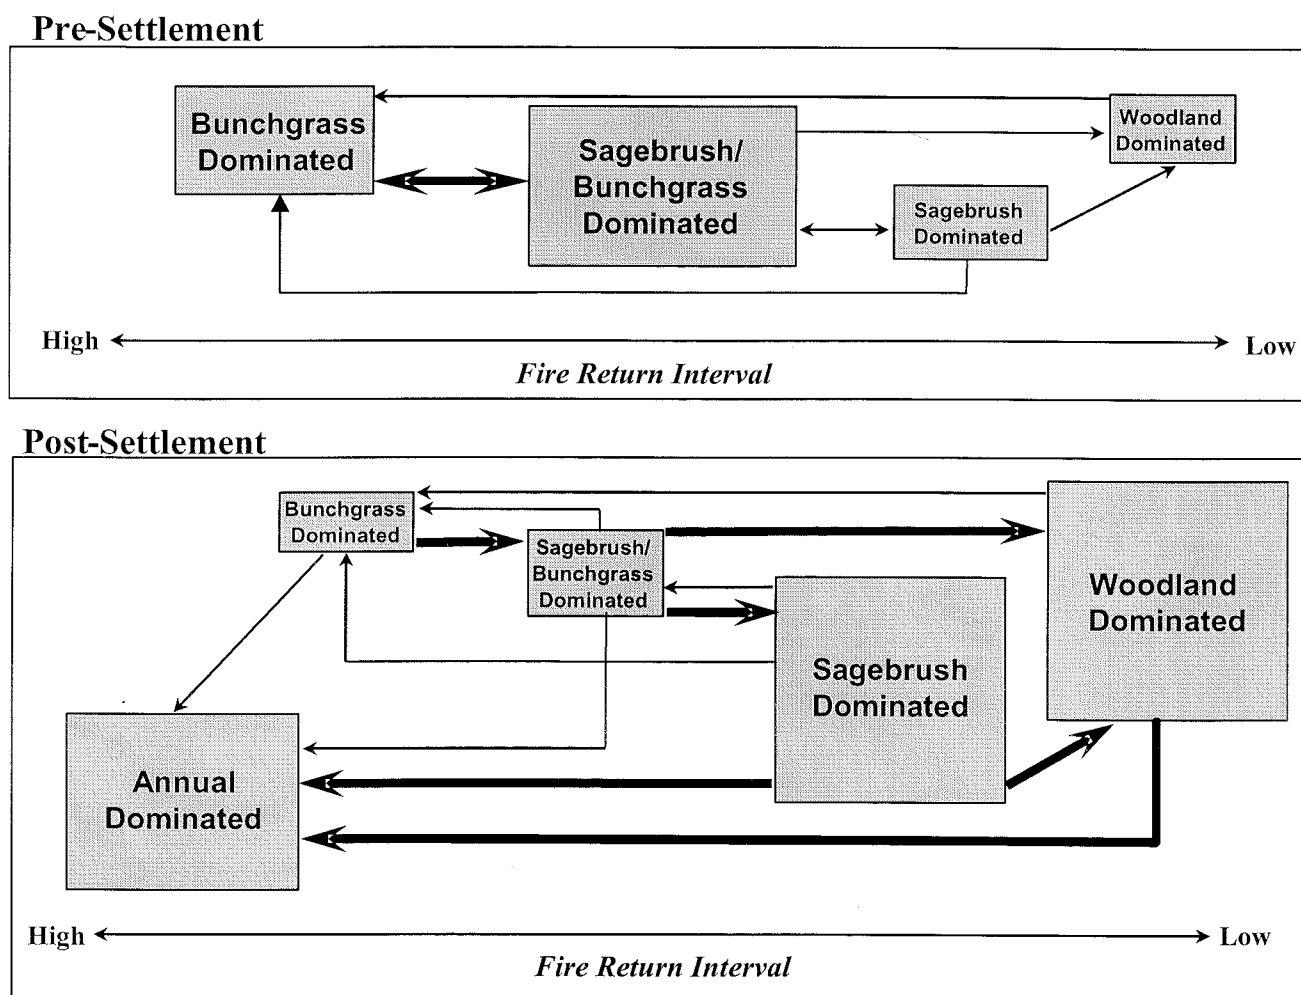 Pre-Settlement
Bunchgrass
Dominated
Sagebrush/
Bunchgrass
Dominated
Woodland
Dominated
Sagebrush
Dominated
High
Low
Fire Return Interval
Post-Settlement
Bunchgrass
Dominated
Sagebrush/
Bunchgrass
Dominated
Woodland
Dominated
Sagebrush
Dominated
Annual
Dominated
High
Low
Fire Return Interval